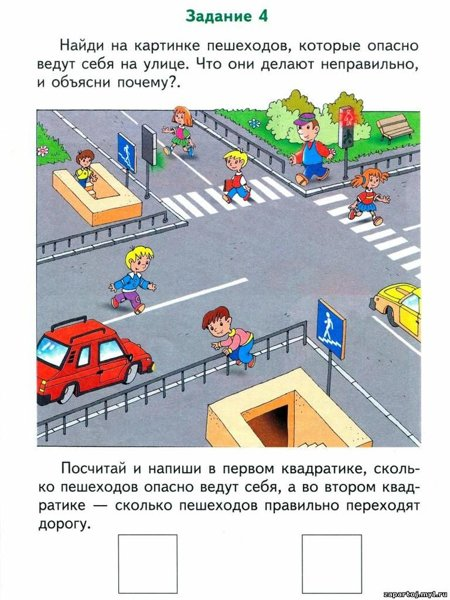 Задание 4
Найди на картинке пешеходов, которые опасно
ведут себя на улице. Что они делают неправильно,
и объясни почему?.
Посчитай и напиши в первом квадратике, сколь-
ко пешеходов опасно ведут себя, а во втором квад-
ратике — сколько пешеходов правильно переходят
дорогу.
zapartoj.my1.ru